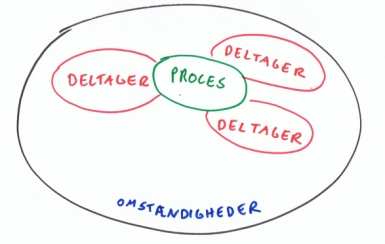 DELTAGER
PROCES
DELTAGER
DELTAGER
OMSTÆNDIGHEDER